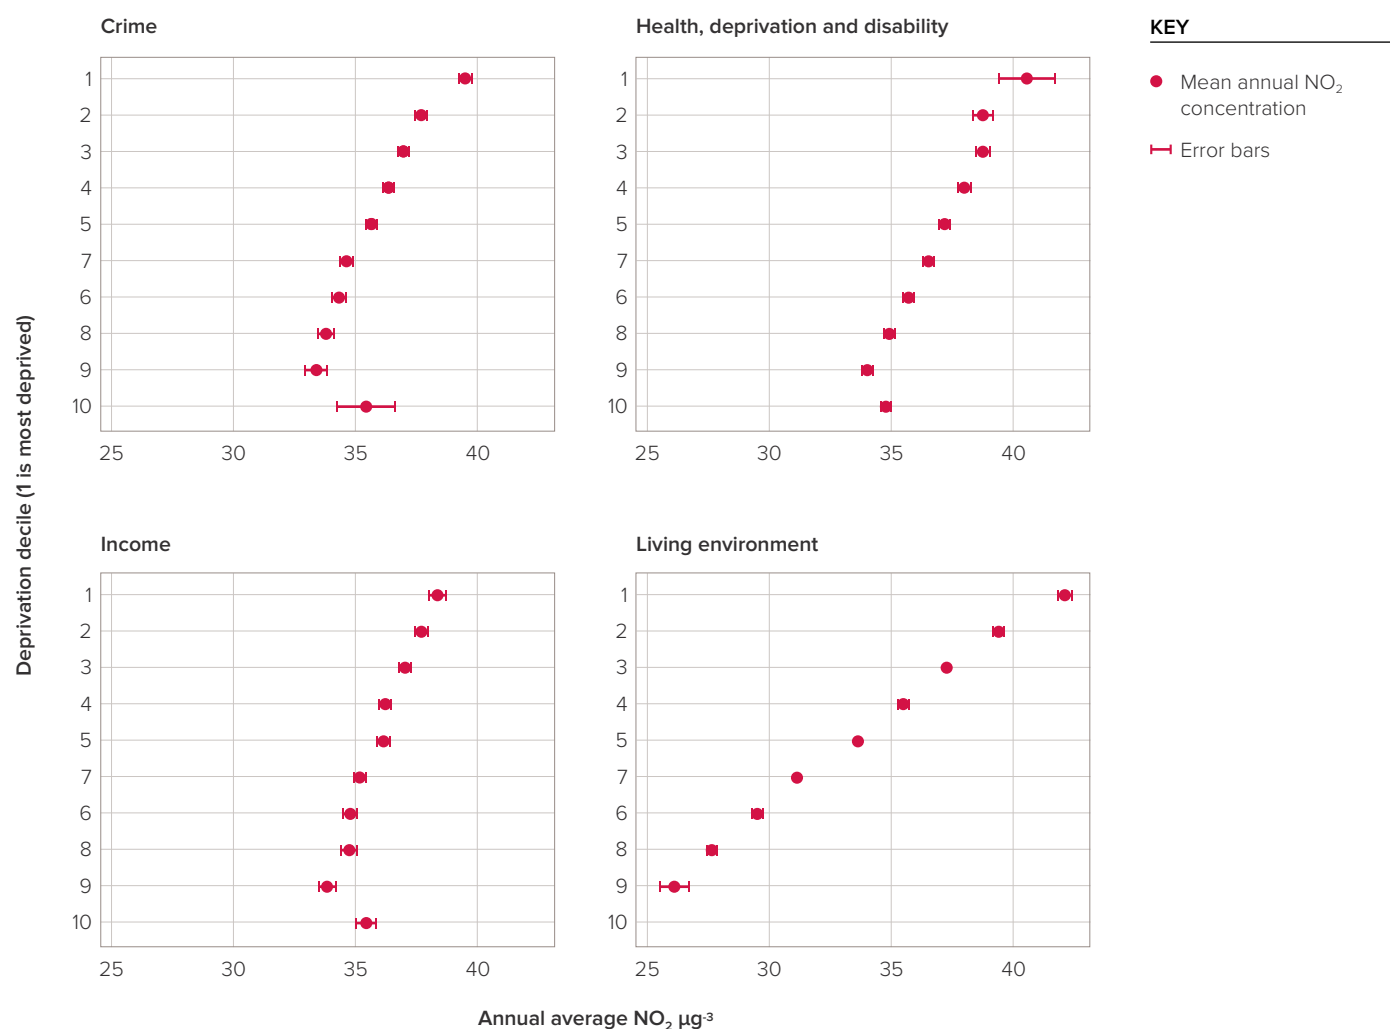 Crime
Health, deprivation and disability
KEY
Mean annual NO₂
concentration
Error bars
Deprivation decile (1 is most deprived)
1
2
3
4
5
7
6
8
9
10
25 30 35 40
1
2
3
4
5
7
6
8
9
10
25 30 35 40
Income
1
2
3
4
5
7
6
8
9
10
25 30 35 40
Living environment
1
2
3
4
5
7
6
8
9
10
25 30 35 40
Annual average NO₂ µg⁻³